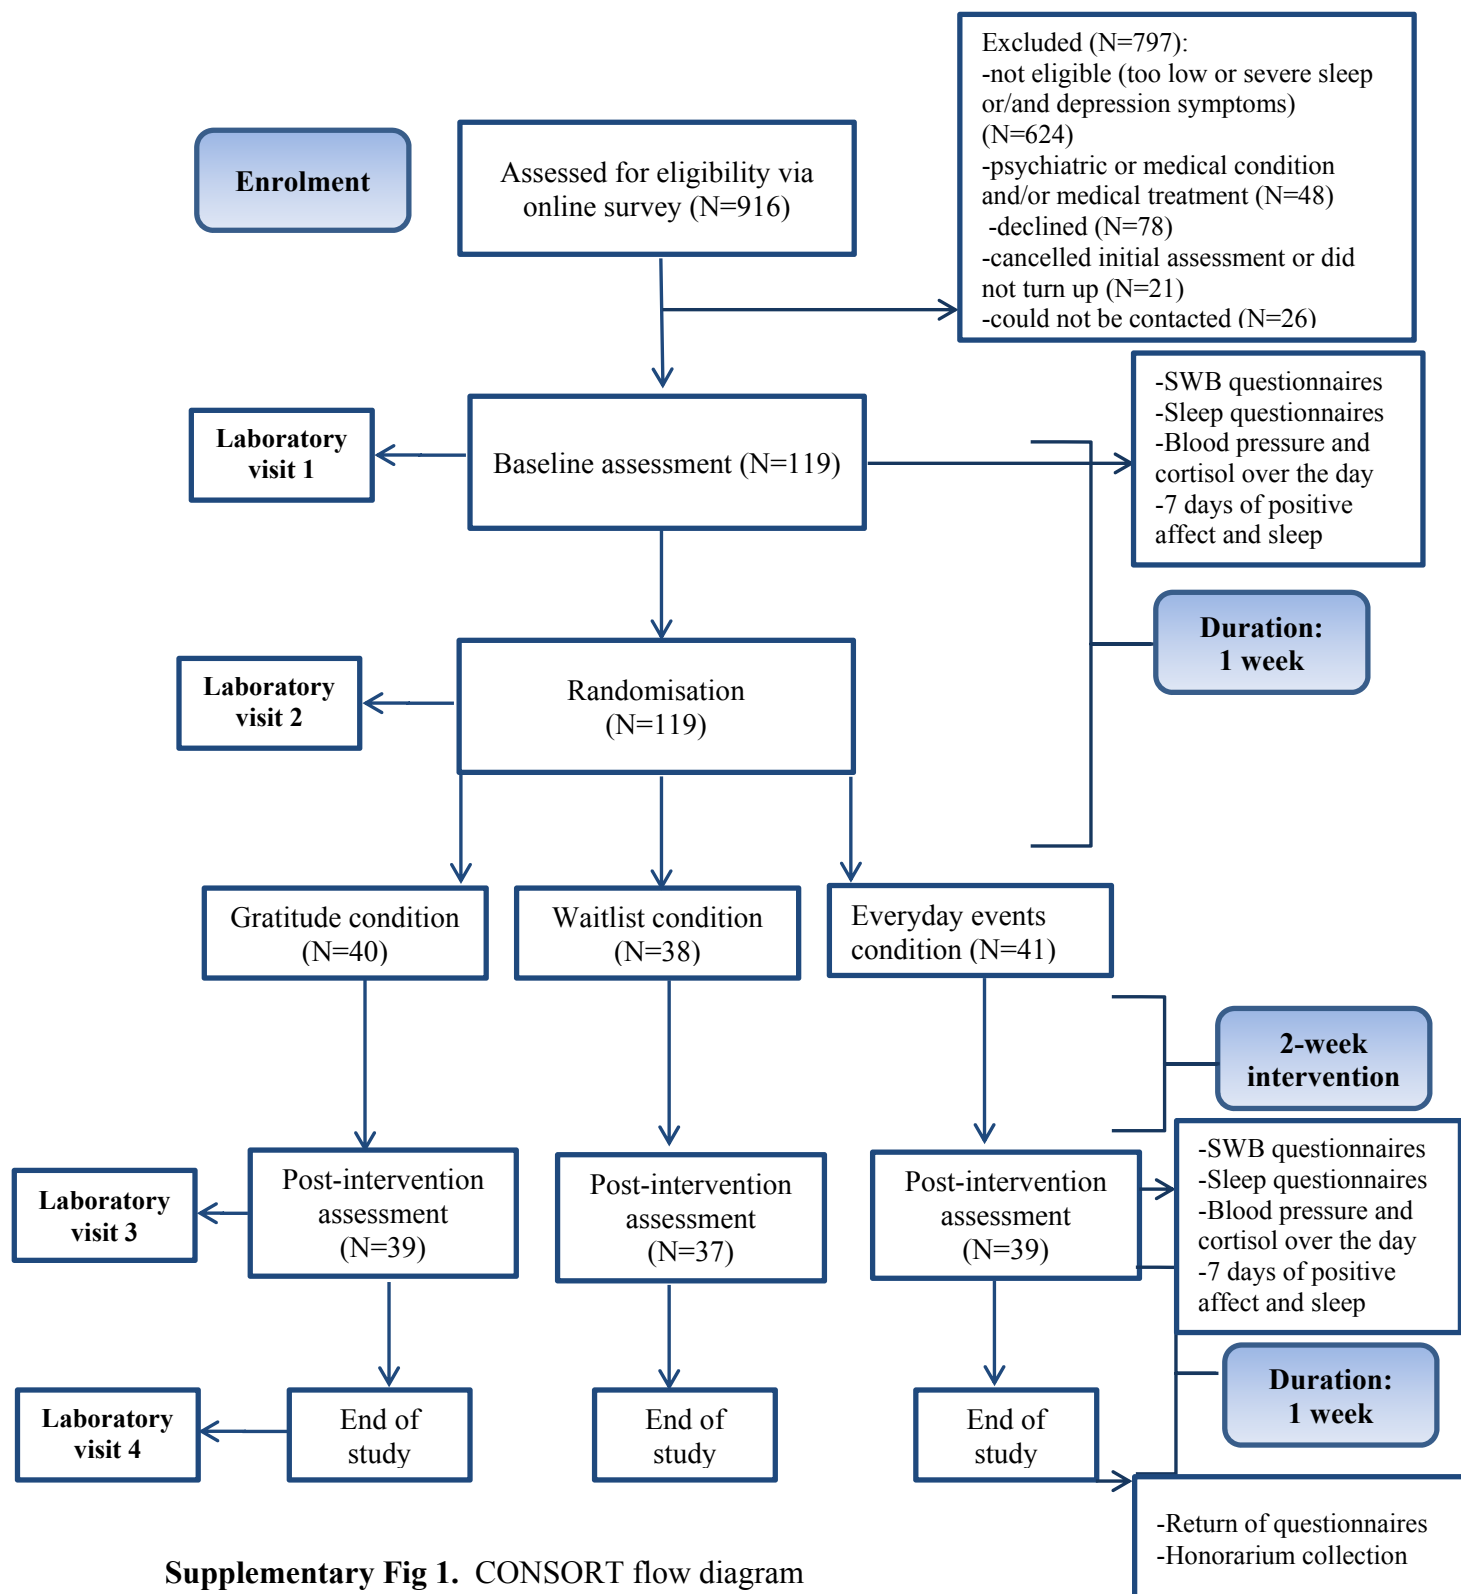 Enrolment
Assessed for eligibility via
online survey (N=916)
Excluded (N=797):
-not eligible (too low or severe sleep
or/and depression symptoms)
(N=624)
-psychiatric or medical condition
and/or medical treatment (N=48)
-declined (N=78)
-cancelled initial assessment or did
not turn up (N=21)
-could not be contacted (N=26)
Laboratory
visit 1
Baseline assessment (N=119)
-SWB questionnaires
-Sleep questionnaires
-Blood pressure and
cortisol over the day
-7 days of positive
affect and sleep
Duration:
1 week
Laboratory
visit 2
Randomisation
(N=119)
Gratitude condition
(N=40)
Waitlist condition
(N=38)
Everyday events
condition (N=41)
2-week
intervention
Laboratory
visit 3
Post-intervention
assessment
(N=39)
Post-intervention
assessment
(N=37)
Post-intervention
assessment
(N=39)
-SWB questionnaires
-Sleep questionnaires
-Blood pressure and
cortisol over the day
-7 days of positive
affect and sleep
Duration:
1 week
Laboratory
visit 4
End of
study
End of
study
End of
study
-Return of questionnaires
-Honorarium collection
Supplementary Fig 1. CONSORT flow diagram